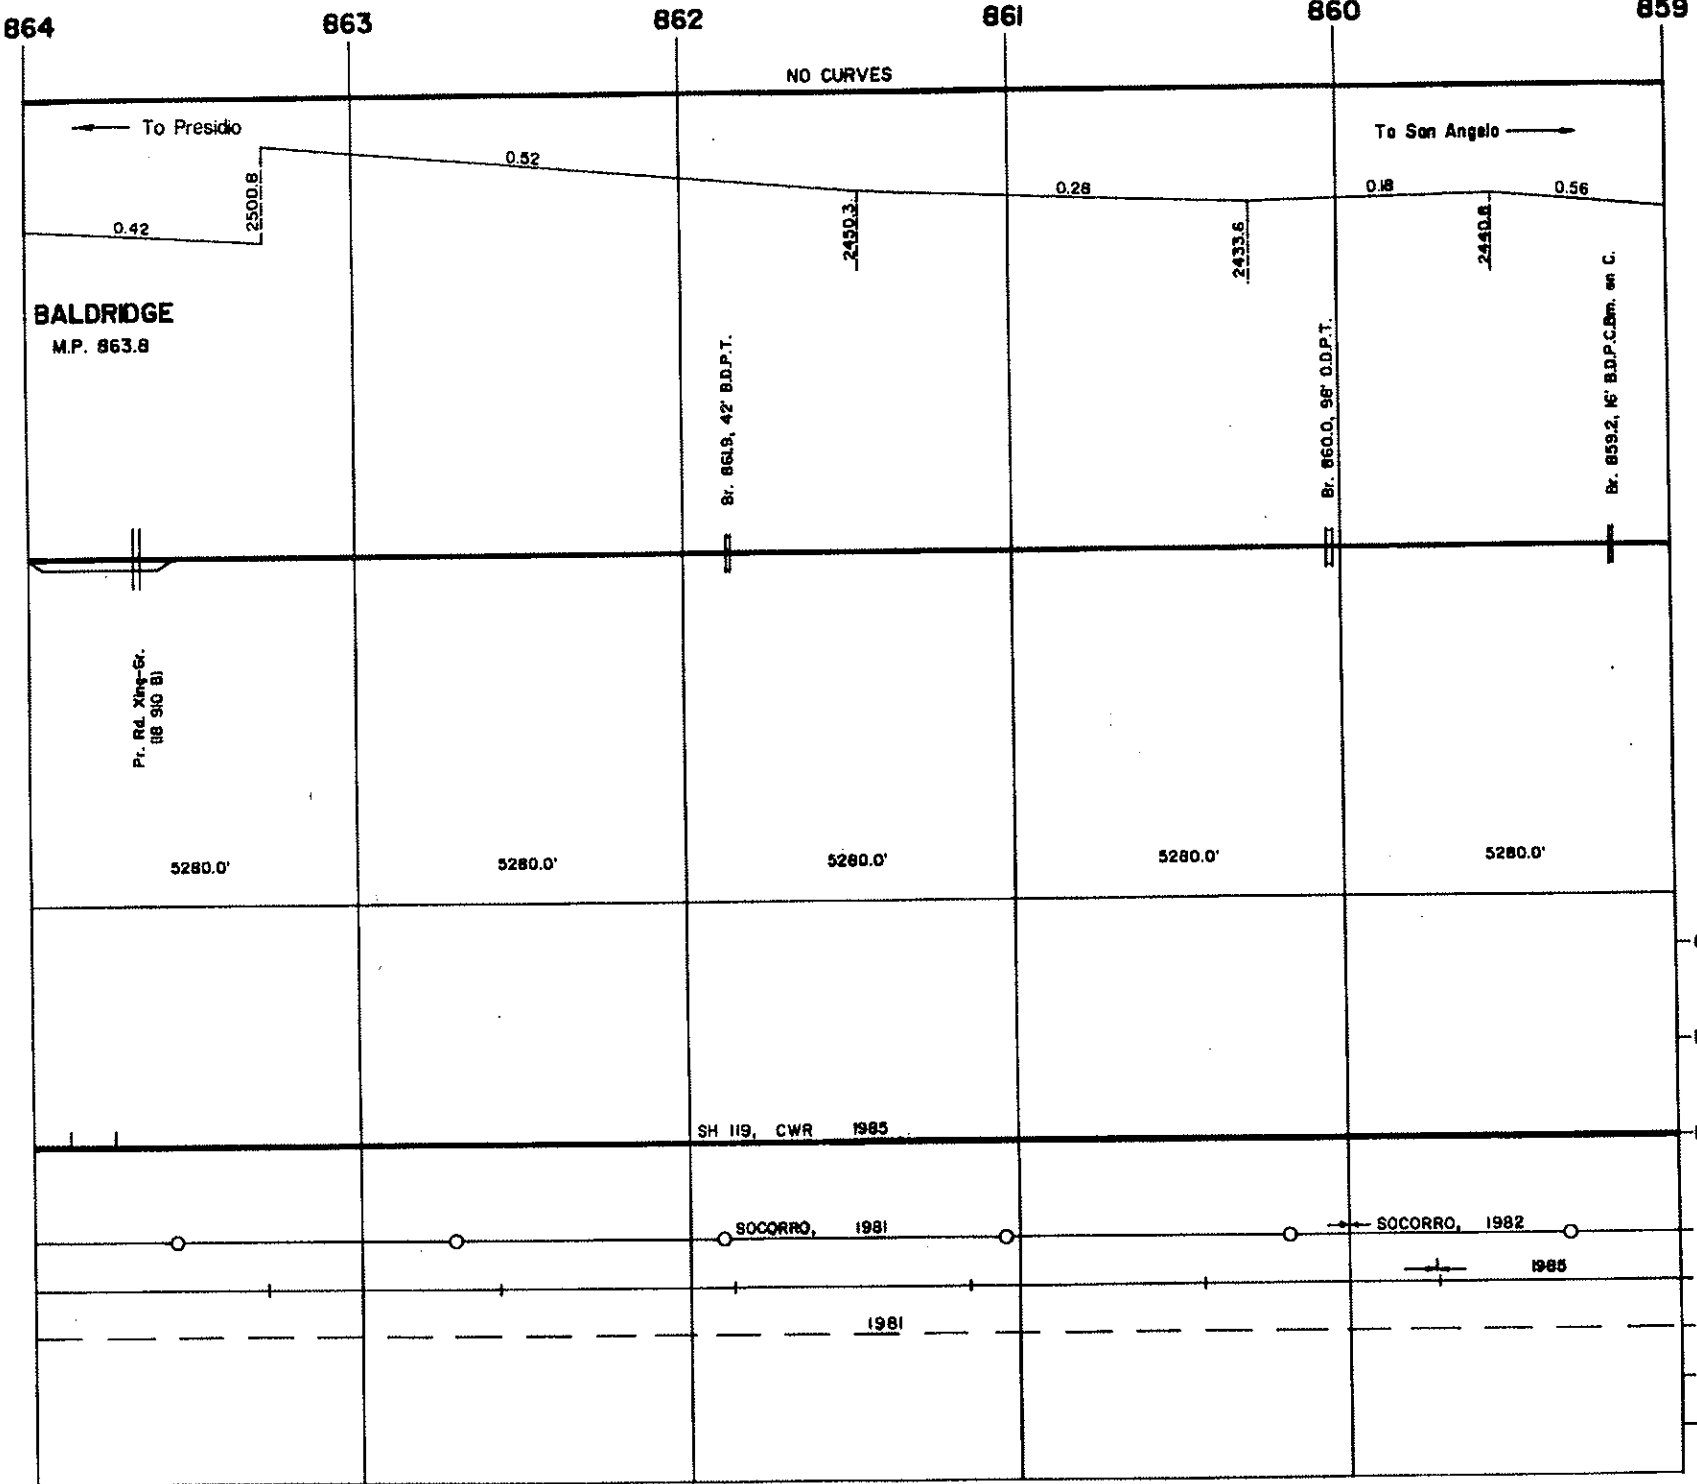 864 863 862 861 860 859
NO CURVES
To Presidio
To San Angelo
0.52
0.28
0.18
0.56
0.42
2500.8
2450.3
2433.6
2440.8
BALDRIDGE
M.P. 863.8
Br. 861.9, 42' B.D.P.T.
Br. 860.0, 98' O.D.P.T.
Br. 859.2, 16' B.D.P.C.Bm. on C.
Pr. Rd. Xing-Gr.
(18 910 B)
5280.0' 5280.0' 5280.0' 5280.0' 5280.0'
SH 119, CWR 1985
SOCORRO, 1981
SOCORRO, 1982
1985
1981